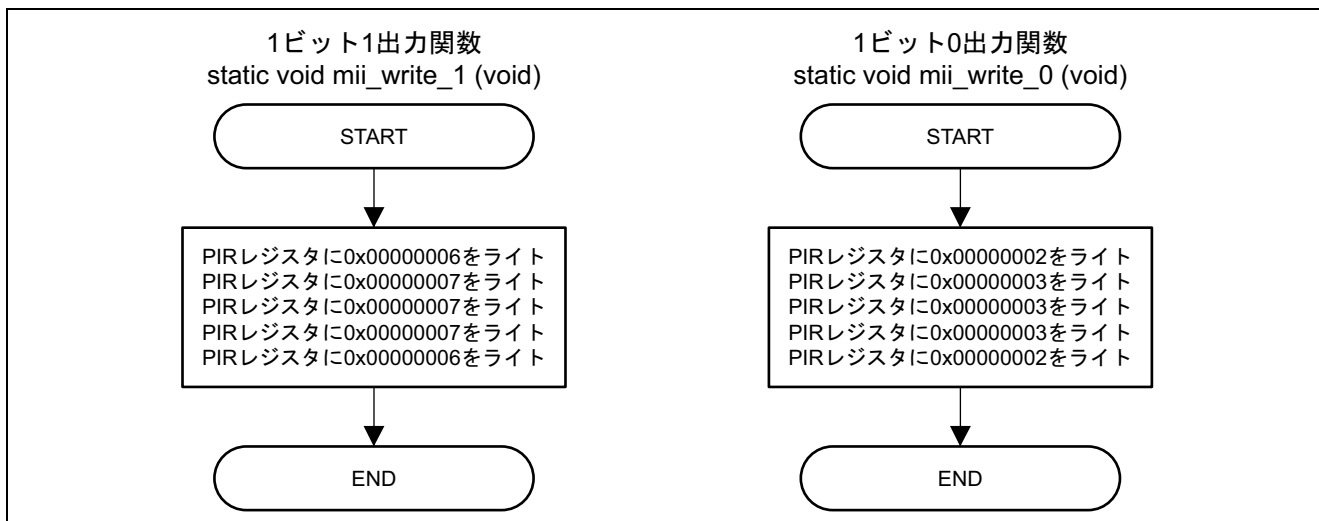 1ビット1出力関数
static void mii_write_1 (void)
START
PIRレジスタに0x00000006をライト
PIRレジスタに0x00000007をライト
PIRレジスタに0x00000007をライト
PIRレジスタに0x00000007をライト
PIRレジスタに0x00000006をライト
END
1ビット0出力関数
static void mii_write_0 (void)
START
PIRレジスタに0x00000002をライト
PIRレジスタに0x00000003をライト
PIRレジスタに0x00000003をライト
PIRレジスタに0x00000003をライト
PIRレジスタに0x00000002をライト
END